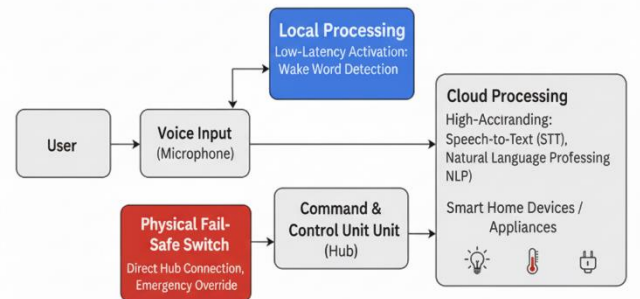 Local Processing
Low-Latency Activation:
Wake Word Detection
User
Voice Input
(Microphone)
Cloud Processing
High-Accıranding:
Speech-to-Text (STT),
Natural Language Professing
NLP)
Smart Home Devices /
Appliances
Physical Fail-
Safe Switch
Direct Hub Connection,
Emergency Override
Command &
Control Unit Unit
(Hub)